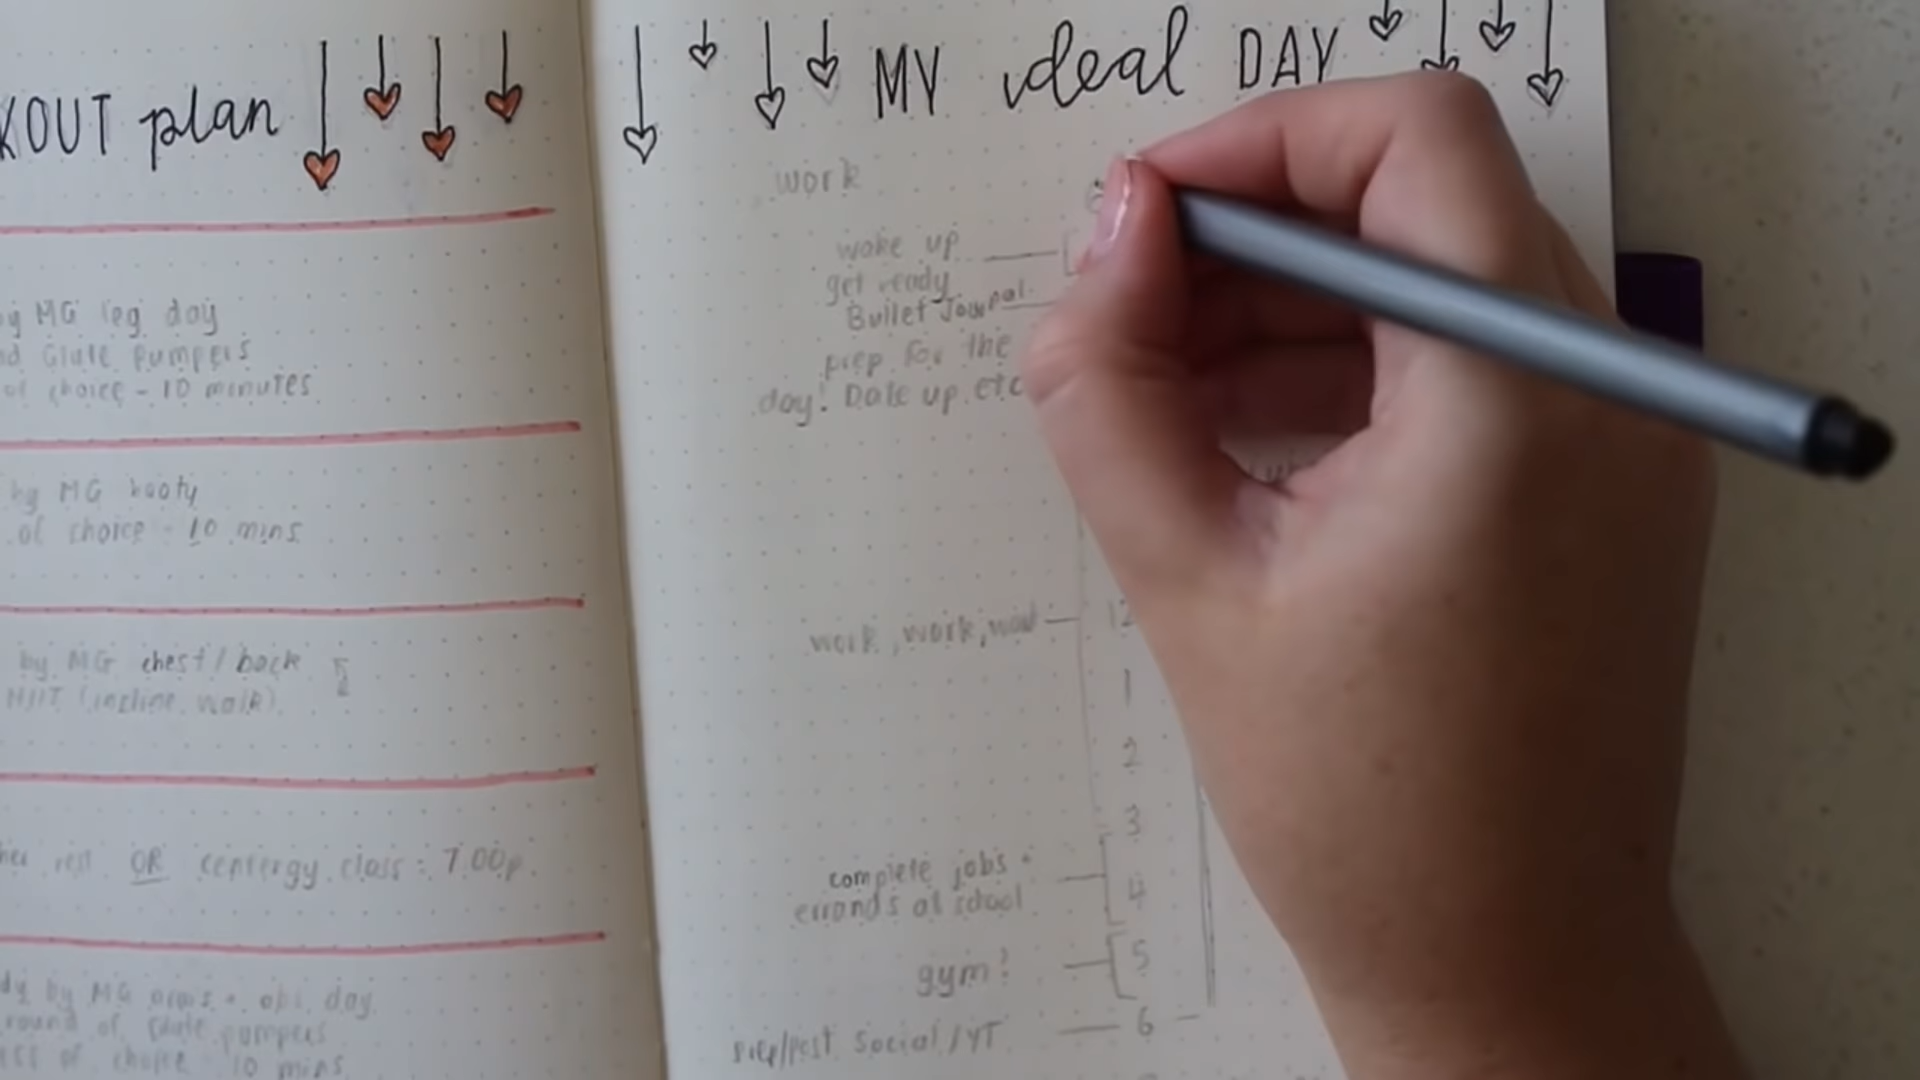 KOUT plan
MG leg day
Glute Pumpers
of choice - 10 minutes
by MG booty
of choice - 10 mins
by MG chest/back
HIIT (incline walk)
rest OR centergy class: 7.00p
by MG arms + abs day
round of Glute pumpers
of choice 10 mins
MY ideal DAY
work
wake up
get ready
Bullet Journal
prep for the
day! Date up etc
work, work, work
12
1
2
3
complete jobs +
errands at school
4
gym!
5
prep/post social/YT
6